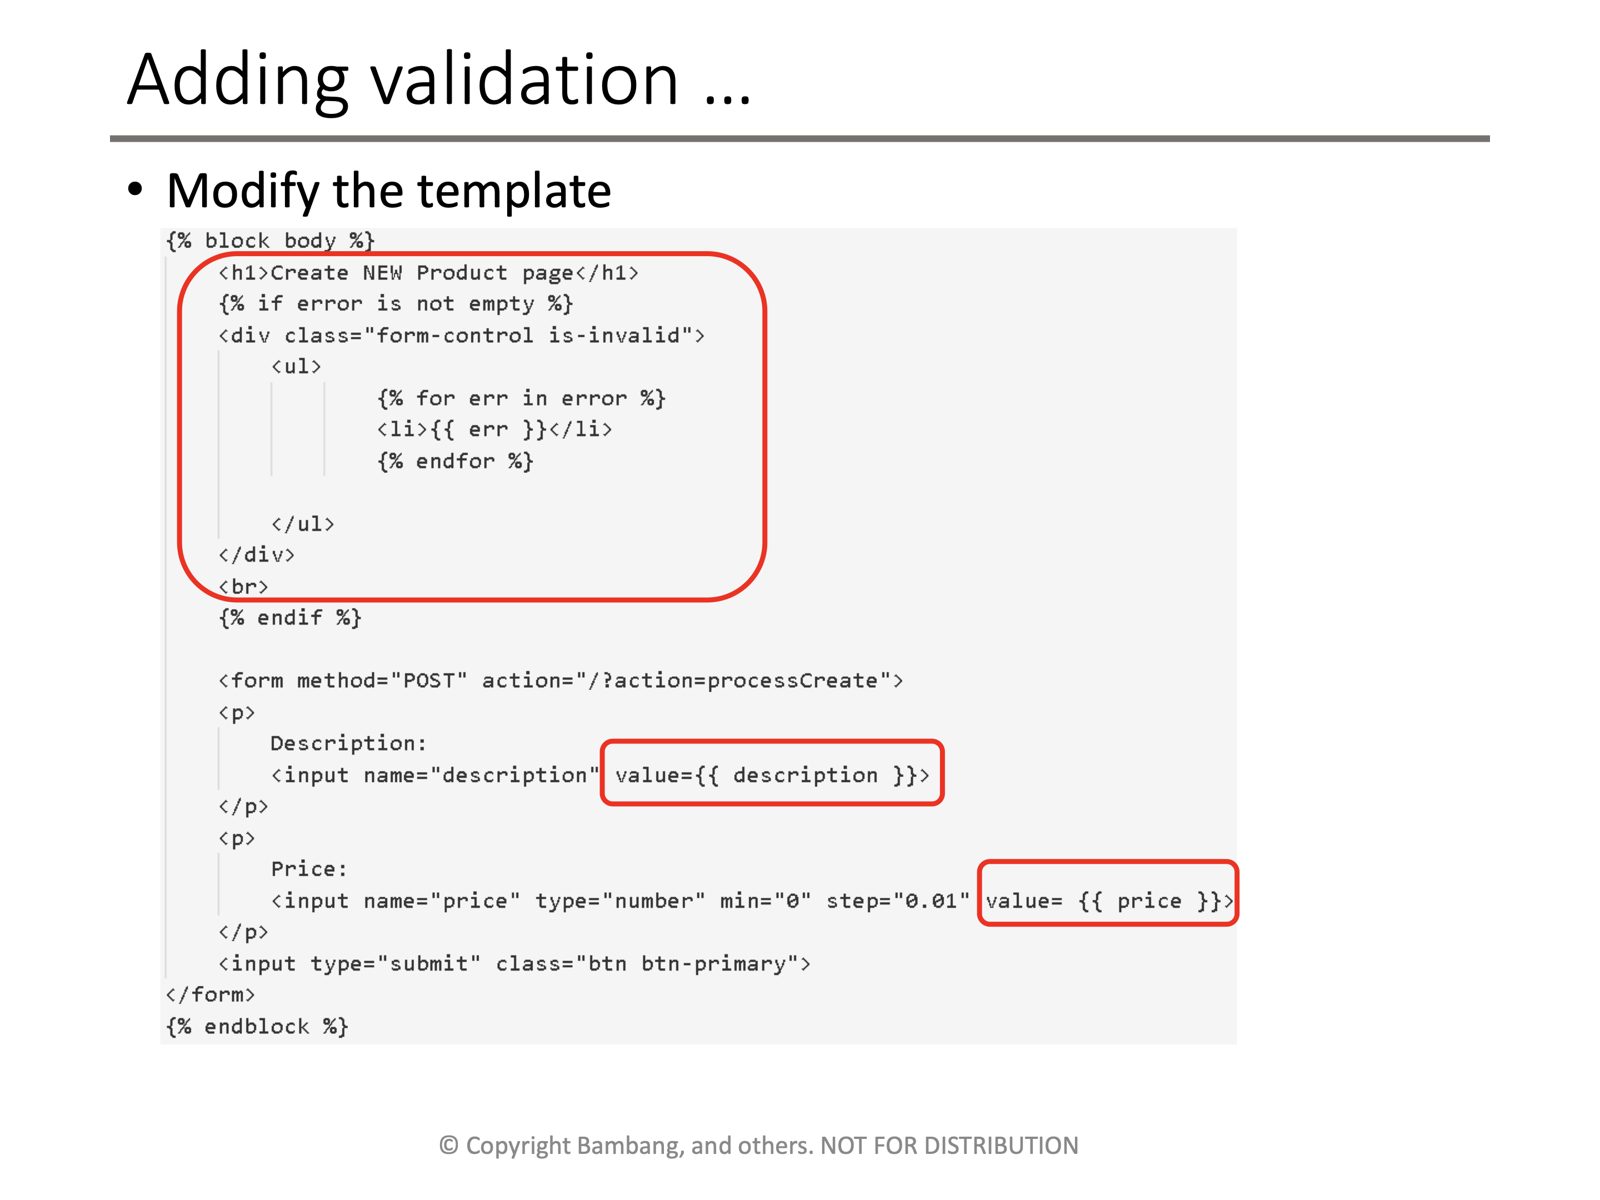 Adding validation ...
• Modify the template
{% block body %}
<h1>Create NEW Product page</h1>
{% if error is not empty %}
<div class="form-control is-invalid">
<ul>
{% for err in error %}
<li>{{ err }}</li>
{% endfor %}
</ul>
</div>
<br>
{% endif %}
<form method="POST" action="/?action=processCreate">
<p>
Description:
<input name="description" value={{ description }}>
</p>
<p>
Price:
<input name="price" type="number" min="0" step="0.01" value= {{ price }}>
</p>
<input type="submit" class="btn btn-primary">
</form>
{% endblock %}
© Copyright Bambang, and others. NOT FOR DISTRIBUTION